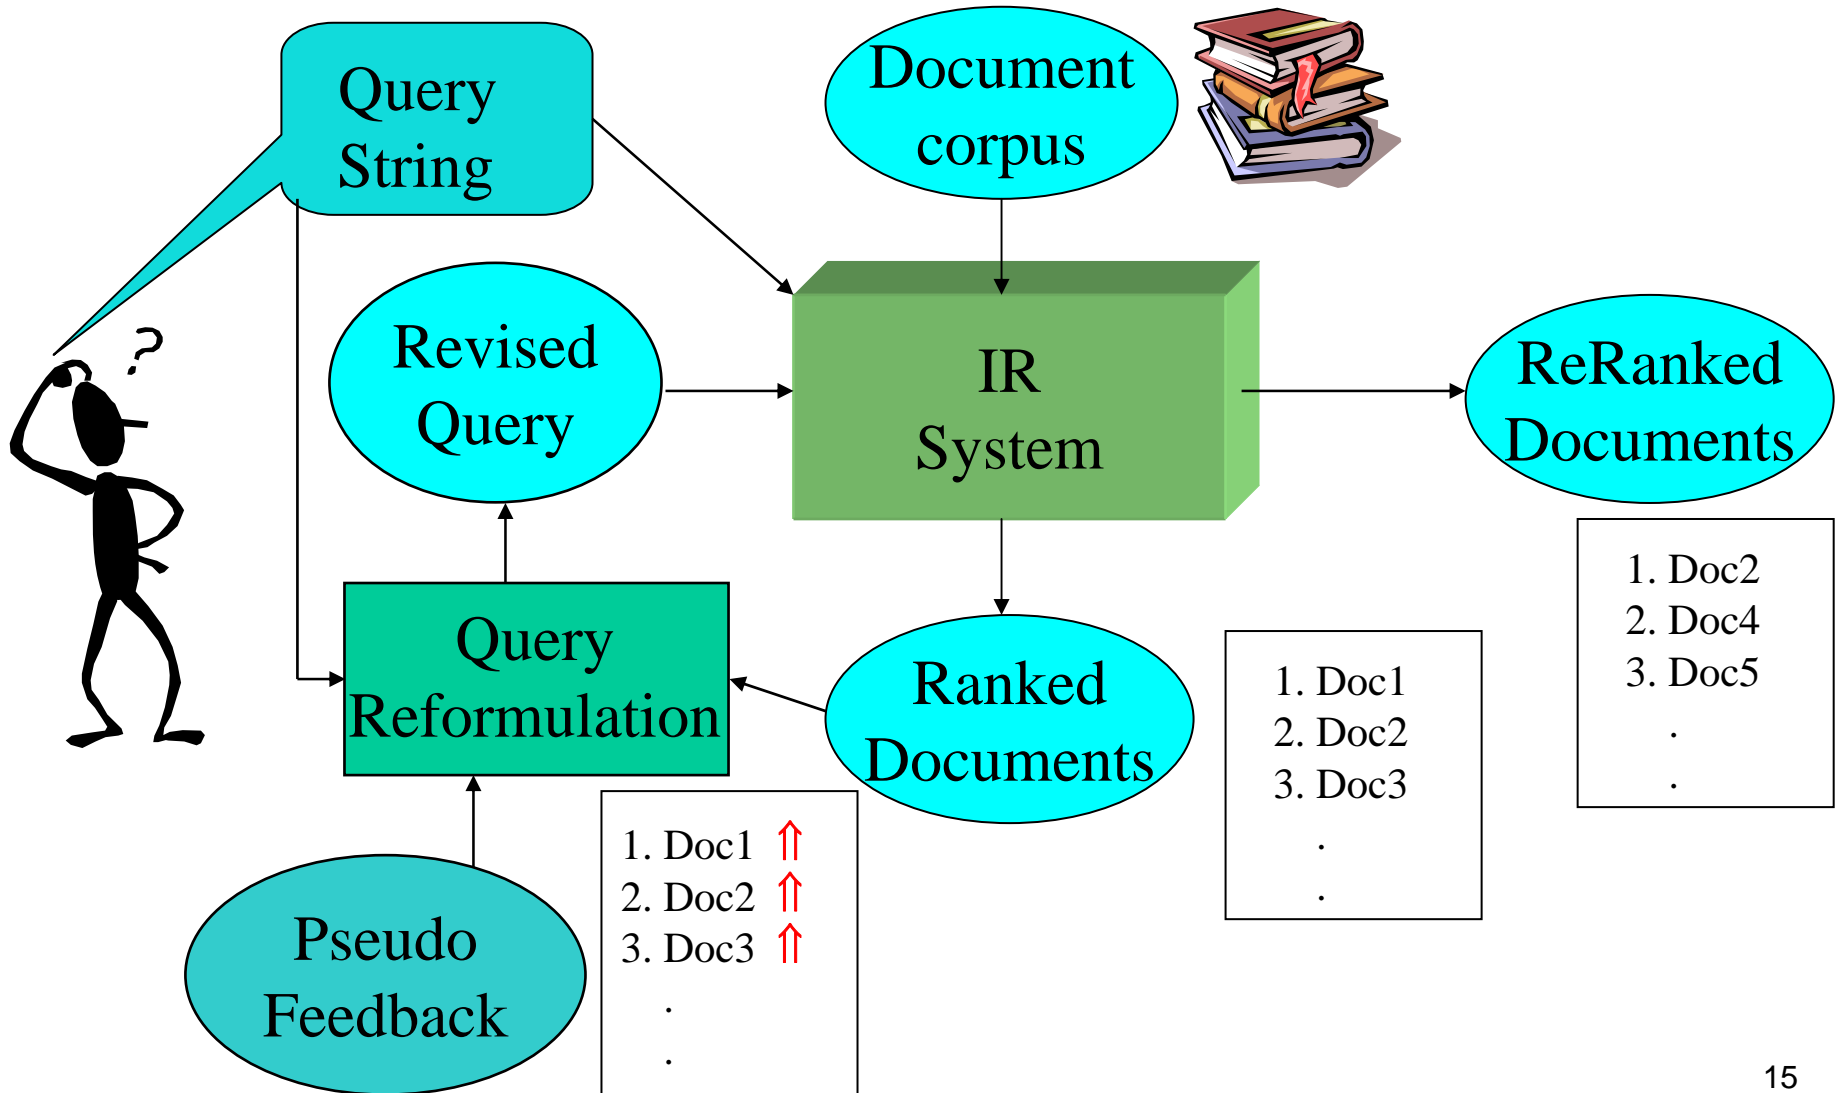 Query
String
Document
corpus
?
Revised
Query
IR
System
ReRanked
Documents
1. Doc2
2. Doc4
3. Doc5
.
.
Query
Reformulation
Ranked
Documents
1. Doc1
2. Doc2
3. Doc3
.
.
1. Doc1 ⇑
2. Doc2 ⇑
3. Doc3 ⇑
.
.
Pseudo
Feedback
15